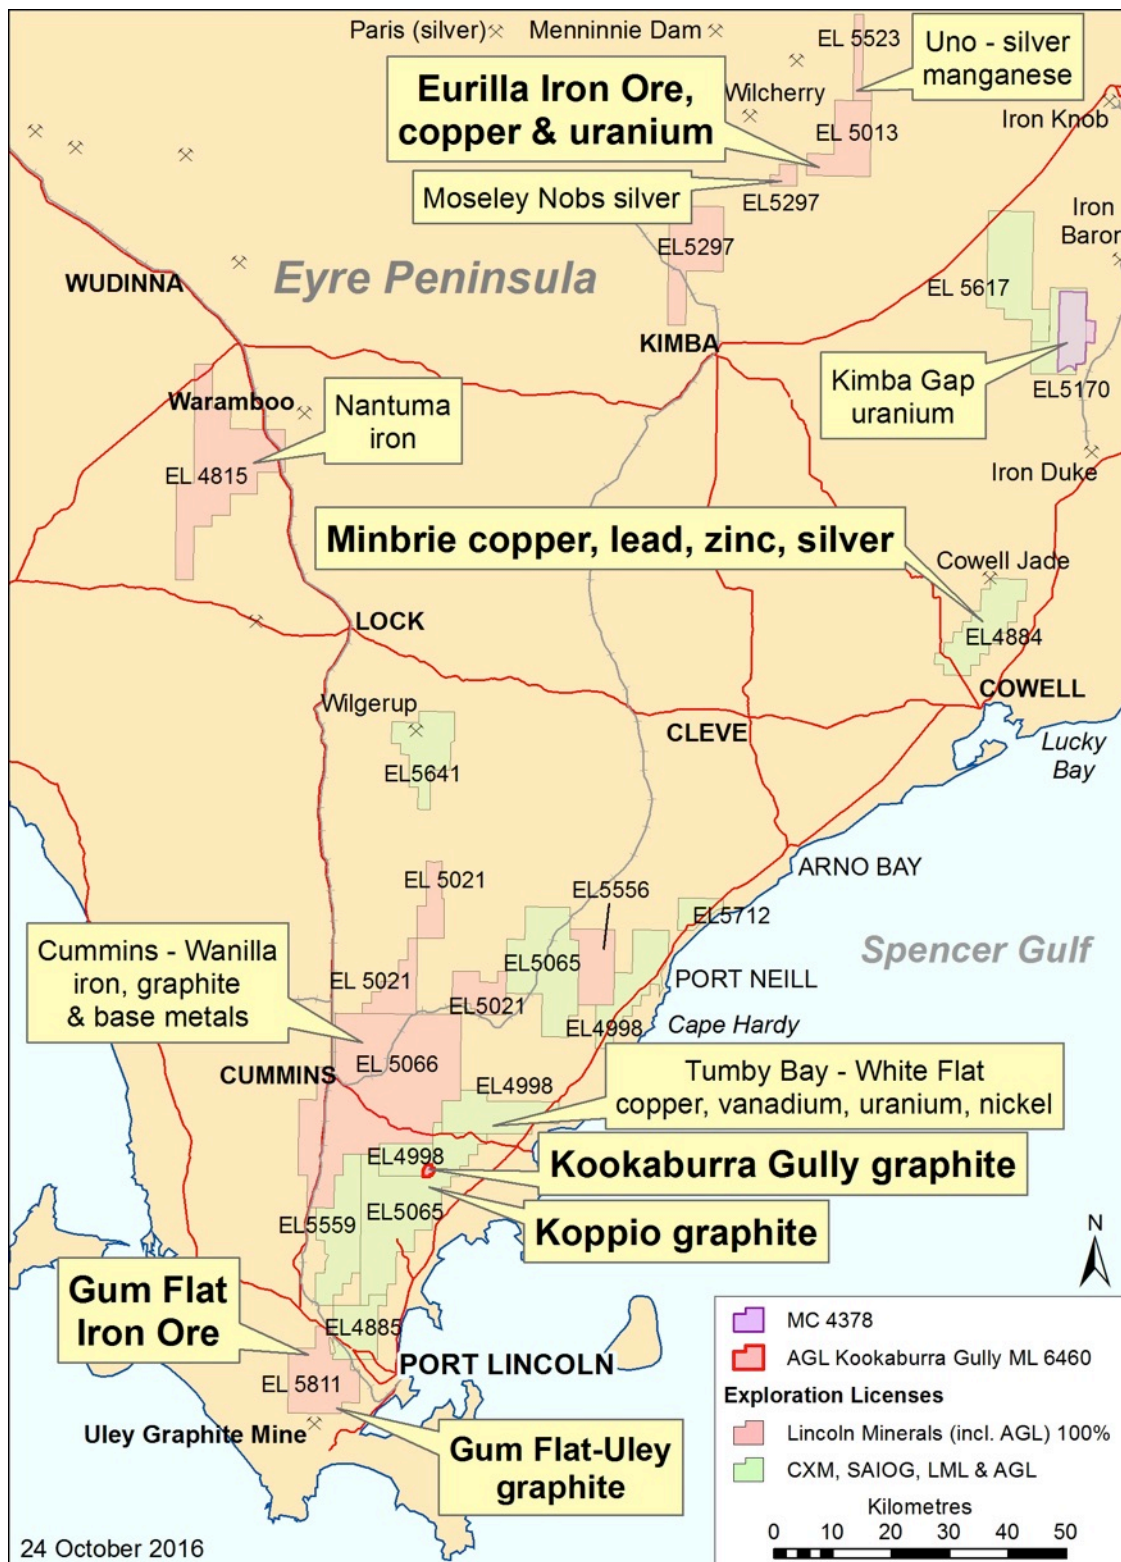 Paris (silver)
Menninnie Dam
EL 5523
Uno - silver
manganese
Eurilla Iron Ore,
copper & uranium
Wilcherry
EL 5013
Iron Knob
Moseley Nobs silver
EL5297
EL5297
Iron
Baron
WUDINNA
Eyre Peninsula
EL 5617
KIMBA
Kimba Gap
uranium
EL5170
Waramboo
Nantuma
iron
EL 4815
Iron Duke
Minbrie copper, lead, zinc, silver
Cowell Jade
LOCK
EL4884
COWELL
Wilgerup
CLEVE
Lucky
Bay
EL5641
ARNO BAY
EL 5021
EL5556
EL5712
Cummins - Wanilla
iron, graphite
& base metals
EL5065
Spencer Gulf
EL 5021
EL5021
PORT NEILL
EL4998
Cape Hardy
EL 5066
CUMMINS
EL4998
Tumby Bay - White Flat
copper, vanadium, uranium, nickel
EL4998
Kookaburra Gully graphite
EL5065
EL5559
Koppio graphite
N
Gum Flat
Iron Ore
EL4885
PORT LINCOLN
EL 5811
Uley Graphite Mine
Gum Flat-Uley
graphite
MC 4378
AGL Kookaburra Gully ML 6460
Exploration Licenses
Lincoln Minerals (incl. AGL) 100%
CXM, SAIOG, LML & AGL
Kilometres
0 10 20 30 40 50
24 October 2016